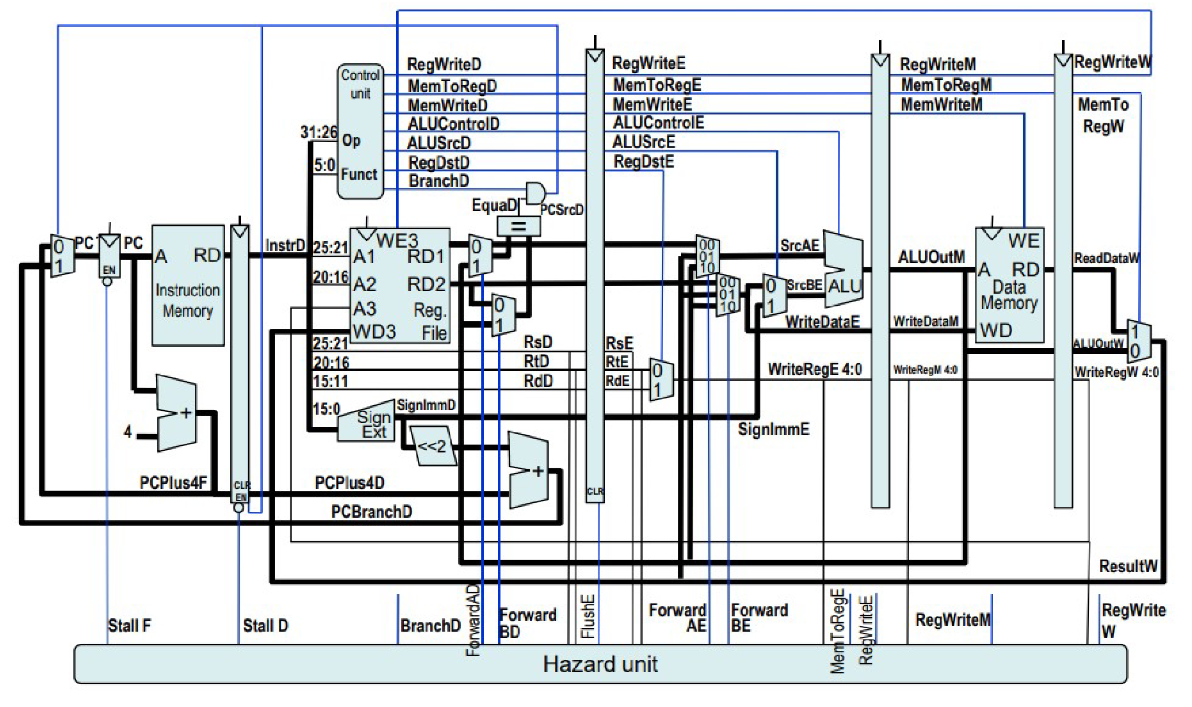 RegWriteD
RegWriteE
RegWriteM
RegWriteW
Control
unit
MemToRegD
MemToRegE
MemToRegM
MemWriteD
MemWriteE
MemWriteM
MemTo
RegW
ALUControlD
ALUControlE
31:26
Op
ALUSrcD
ALUSrcE
5:0
Funct
RegDstD
RegDstE
BranchD
EquaD
PCSrcD
=
0
1
PC
EN
PC
A
RD
Instruction
Memory
InstrD
25:21
20:16
WE3
A1
RD1
A2
RD2
A3
Reg.
WD3
File
0
1
0
1
00
01
10
00
01
10
SrcAE
0
1
SrcBE
ALU
ALUOutM
WE
A
RD
Data
Memory
WD
ReadDataW
WriteDataE
WriteDataM
1
0
ALUOutW
25:21
RsD
RsE
20:16
RtD
RtE
15:11
RdD
RdE
0
1
WriteRegE 4:0
WriteRegM 4:0
WriteRegW 4:0
15:0
Sign
Ext
SignImmD
SignImmE
<<2
+
4
+
PCPlus4F
CLR
EN
PCPlus4D
CLR
PCBranchD
ResultW
Stall F
Stall D
BranchD
ForwardAD
Forward
BD
FlushE
Forward
AE
Forward
BE
MemToRegE
RegWriteE
RegWriteM
RegWrite
W
Hazard unit